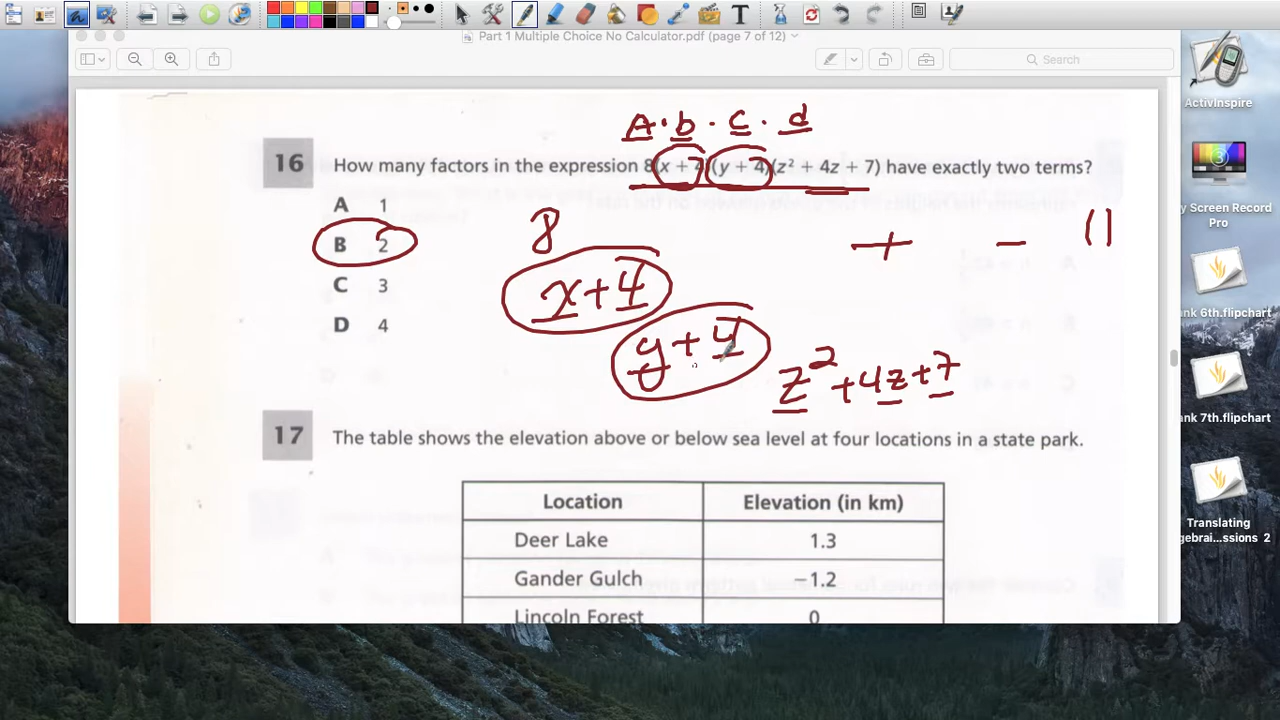 Part 1 Multiple Choice No Calculator.pdf (page 7 of 12)
Search
ActivInspire
A · b · c · d
16 How many factors in the expression 8(x + 7)(y + 4)(z² + 4z + 7) have exactly two terms?
A 1
B 2
C 3
D 4
8
+ −
x+4
y+4
z²+4z+7
17 The table shows the elevation above or below sea level at four locations in a state park.
Location Elevation (in km)
Deer Lake 1.3
Gander Gulch −1.2
Lincoln Forest 0
y Screen Record
Pro
nk 6th.flipchart
nk 7th.flipchart
Translating
gebrai...ssions 2